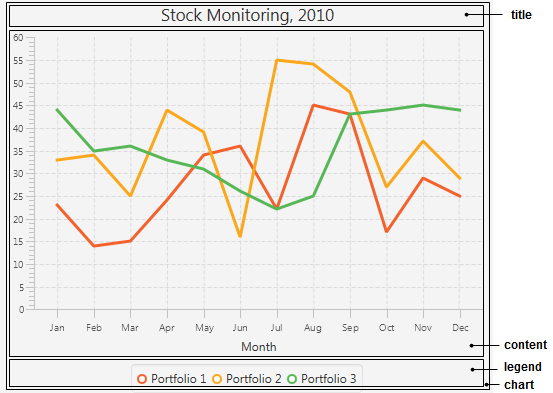 Stock Monitoring, 2010
title
60
55
50
45
40
35
30
25
20
15
10
5
0
Jan Feb Mar Apr May Jun Jul Aug Sep Oct Nov Dec
Month
content
legend
Portfolio 1 Portfolio 2 Portfolio 3
chart